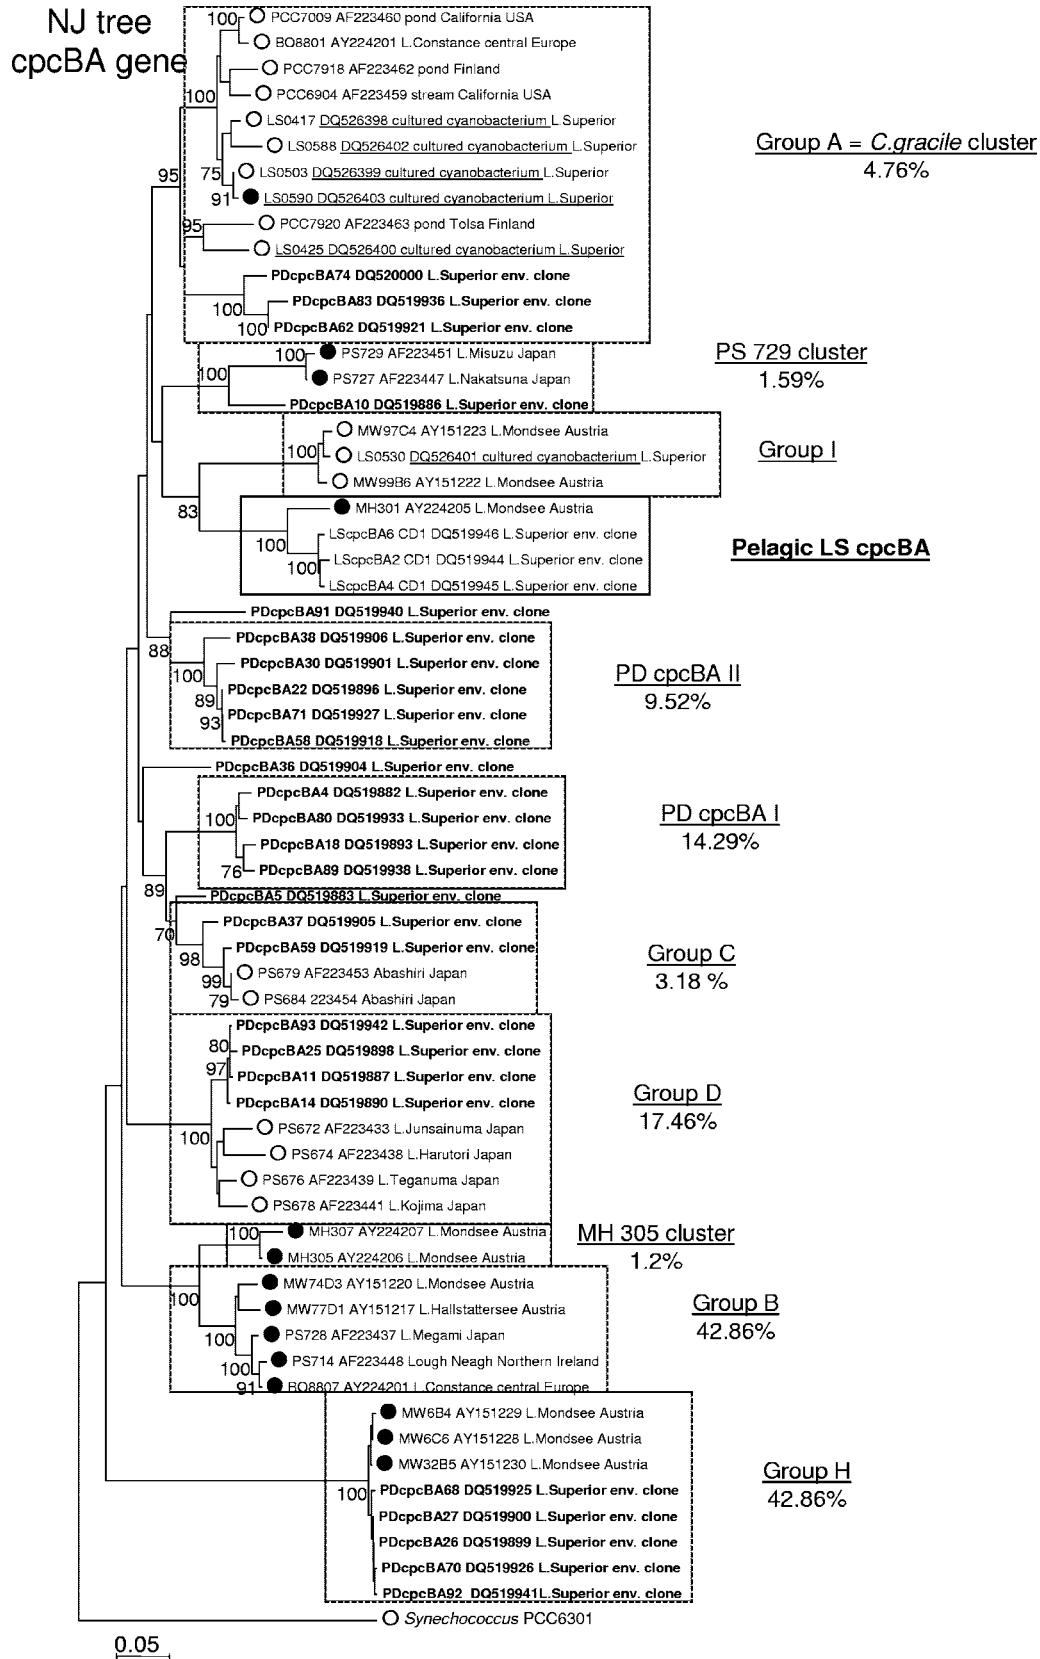 NJ tree
cpcBA gene
100 PCC7009 AF223460 pond California USA
BO8801 AY224201 L.Constance central Europe
PCC7918 AF223462 pond Finland
100 PCC6904 AF223459 stream California USA
LS0417 DQ526398 cultured cyanobacterium L.Superior
LS0588 DQ526402 cultured cyanobacterium L.Superior
Group A = C.gracile cluster
4.76%
95 75 LS0503 DQ526399 cultured cyanobacterium L.Superior
91 LS0590 DQ526403 cultured cyanobacterium L.Superior
95 PCC7920 AF223463 pond Tolsa Finland
LS0425 DQ526400 cultured cyanobacterium L.Superior
PDcpcBA74 DQ520000 L.Superior env. clone
100 PDcpcBA83 DQ519936 L.Superior env. clone
100 PDcpcBA62 DQ519921 L.Superior env. clone
100 PS729 AF223451 L.Misuzu Japan
PS 729 cluster
1.59%
100 PS727 AF223447 L.Nakatsuna Japan
PDcpcBA10 DQ519886 L.Superior env. clone
MW97C4 AY151223 L.Mondsee Austria
100 LS0530 DQ526401 cultured cyanobacterium L.Superior
Group I
MW99B6 AY151222 L.Mondsee Austria
83 MH301 AY224205 L.Mondsee Austria
100 LScpcBA6 CD1 DQ519946 L.Superior env. clone
Pelagic LS cpcBA
100 LScpcBA2 CD1 DQ519944 L.Superior env. clone
LScpcBA4 CD1 DQ519945 L.Superior env. clone
PDcpcBA91 DQ519940 L.Superior env. clone
88 PDcpcBA38 DQ519906 L.Superior env. clone
100 PDcpcBA30 DQ519901 L.Superior env. clone
PD cpcBA II
9.52%
89 PDcpcBA22 DQ519896 L.Superior env. clone
93 PDcpcBA71 DQ519927 L.Superior env. clone
PDcpcBA58 DQ519918 L.Superior env. clone
PDcpcBA36 DQ519904 L.Superior env. clone
PDcpcBA4 DQ519882 L.Superior env. clone
100 PDcpcBA80 DQ519933 L.Superior env. clone
PD cpcBA I
14.29%
PDcpcBA18 DQ519893 L.Superior env. clone
76 PDcpcBA89 DQ519938 L.Superior env. clone
89 PDcpcBA5 DQ519883 L.Superior env. clone
70 PDcpcBA37 DQ519905 L.Superior env. clone
98 PDcpcBA59 DQ519919 L.Superior env. clone
Group C
3.18 %
99 PS679 AF223453 Abashiri Japan
79 PS684 223454 Abashiri Japan
PDcpcBA93 DQ519942 L.Superior env. clone
80 PDcpcBA25 DQ519898 L.Superior env. clone
97 PDcpcBA11 DQ519887 L.Superior env. clone
PDcpcBA14 DQ519890 L.Superior env. clone
Group D
17.46%
100 PS672 AF223433 L.Junsainuma Japan
PS674 AF223438 L.Harutori Japan
PS676 AF223439 L.Teganuma Japan
PS678 AF223441 L.Kojima Japan
100 MH307 AY224207 L.Mondsee Austria
MH 305 cluster
1.2%
MH305 AY224206 L.Mondsee Austria
100 MW74D3 AY151220 L.Mondsee Austria
MW77D1 AY151217 L.Hallstattersee Austria
Group B
42.86%
100 PS728 AF223437 L.Megami Japan
100 PS714 AF223448 Lough Neagh Northern Ireland
91 BO8807 AY224201 L.Constance central Europe
MW6B4 AY151229 L.Mondsee Austria
MW6C6 AY151228 L.Mondsee Austria
MW32B5 AY151230 L.Mondsee Austria
Group H
42.86%
100 PDcpcBA68 DQ519925 L.Superior env. clone
PDcpcBA27 DQ519900 L.Superior env. clone
PDcpcBA26 DQ519899 L.Superior env. clone
PDcpcBA70 DQ519926 L.Superior env. clone
PDcpcBA92 DQ519941L.Superior env. clone
Synechococcus PCC6301
0.05